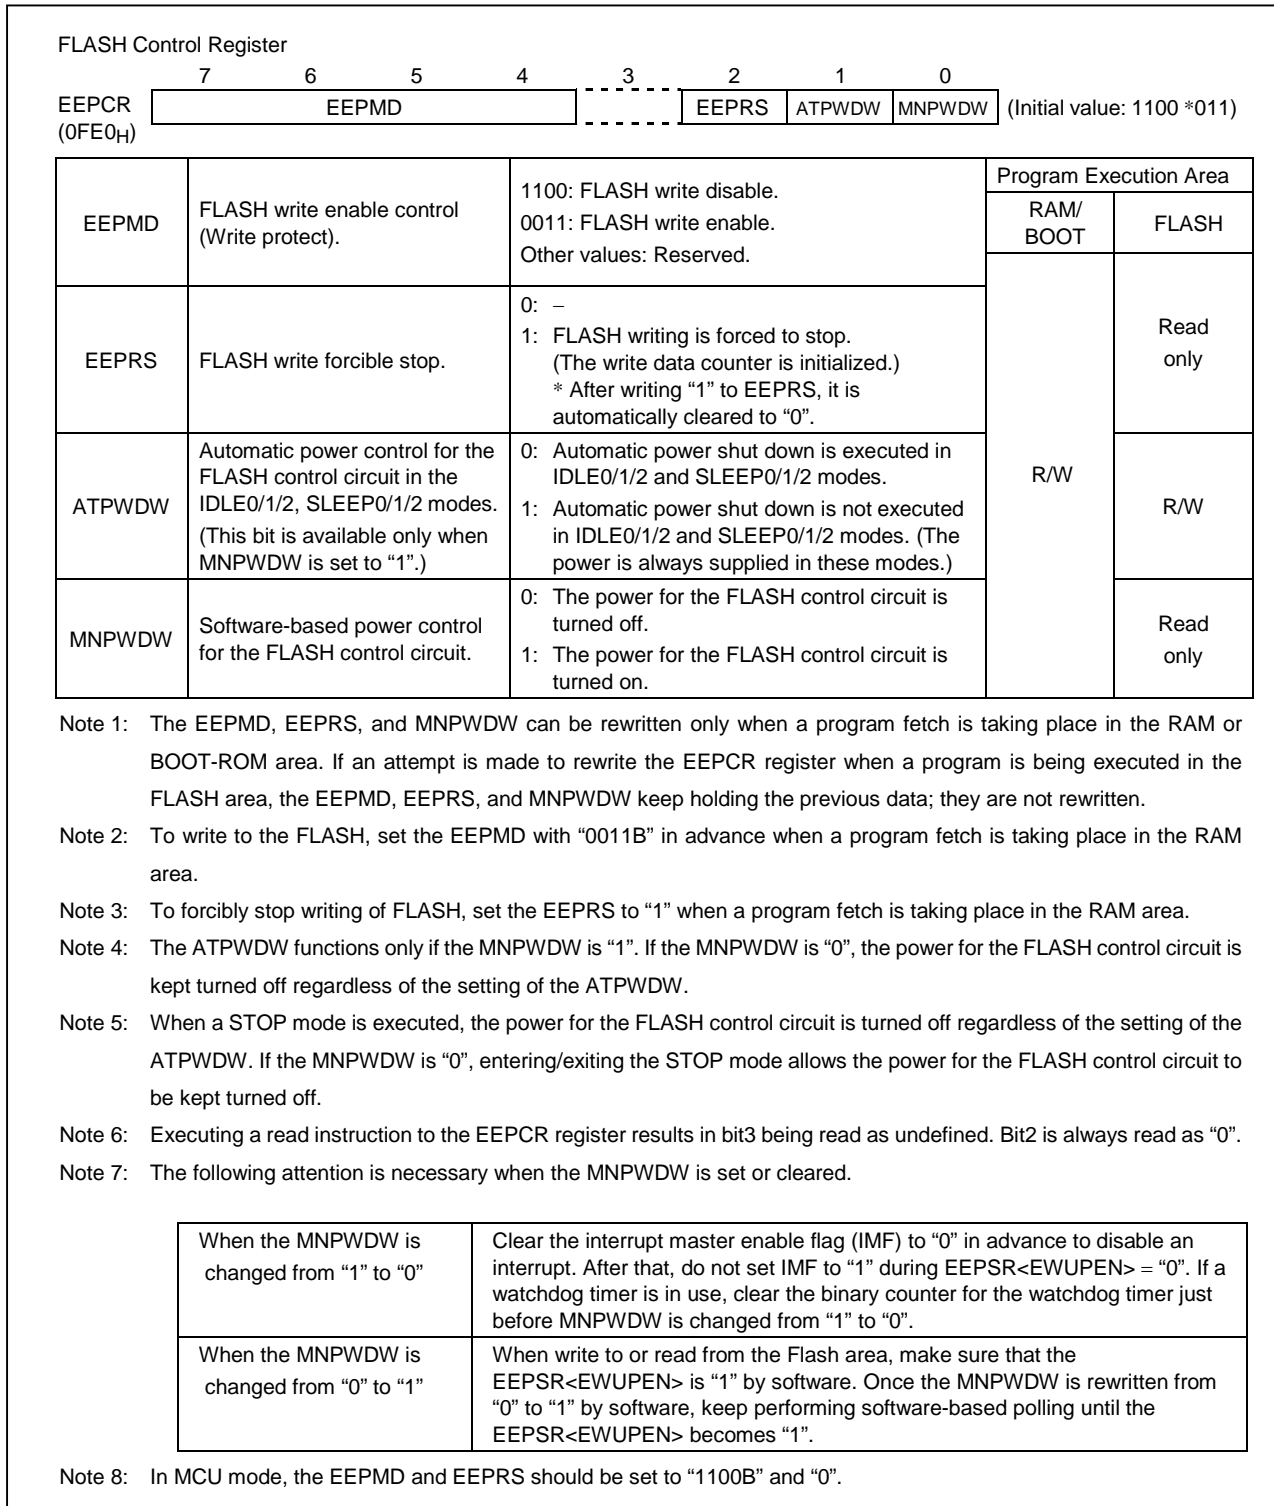 FLASH Control Register
7 6 5 4 3 2 1 0
EEPCR EEPMD EEPRS ATPWDW MNPWDW (Initial value: 1100 *011)
(0FE0H)
EEPMD
FLASH write enable control
(Write protect).
1100: FLASH write disable.
0011: FLASH write enable.
Other values: Reserved.
Program Execution Area
RAM/
BOOT
FLASH
EEPRS
FLASH write forcible stop.
0: –
1: FLASH writing is forced to stop.
(The write data counter is initialized.)
* After writing “1” to EEPRS, it is
automatically cleared to “0”.
Read
only
ATPWDW
Automatic power control for the
FLASH control circuit in the
IDLE0/1/2, SLEEP0/1/2 modes.
(This bit is available only when
MNPWDW is set to “1”.)
0: Automatic power shut down is executed in
IDLE0/1/2 and SLEEP0/1/2 modes.
1: Automatic power shut down is not executed
in IDLE0/1/2 and SLEEP0/1/2 modes. (The
power is always supplied in these modes.)
R/W
R/W
MNPWDW
Software-based power control
for the FLASH control circuit.
0: The power for the FLASH control circuit is
turned off.
1: The power for the FLASH control circuit is
turned on.
Read
only
Note 1: The EEPMD, EEPRS, and MNPWDW can be rewritten only when a program fetch is taking place in the RAM or
BOOT-ROM area. If an attempt is made to rewrite the EEPCR register when a program is being executed in the
FLASH area, the EEPMD, EEPRS, and MNPWDW keep holding the previous data; they are not rewritten.
Note 2: To write to the FLASH, set the EEPMD with “0011B” in advance when a program fetch is taking place in the RAM
area.
Note 3: To forcibly stop writing of FLASH, set the EEPRS to “1” when a program fetch is taking place in the RAM area.
Note 4: The ATPWDW functions only if the MNPWDW is “1”. If the MNPWDW is “0”, the power for the FLASH control circuit is
kept turned off regardless of the setting of the ATPWDW.
Note 5: When a STOP mode is executed, the power for the FLASH control circuit is turned off regardless of the setting of the
ATPWDW. If the MNPWDW is “0”, entering/exiting the STOP mode allows the power for the FLASH control circuit to
be kept turned off.
Note 6: Executing a read instruction to the EEPCR register results in bit3 being read as undefined. Bit2 is always read as “0”.
Note 7: The following attention is necessary when the MNPWDW is set or cleared.
When the MNPWDW is
changed from “1” to “0”
Clear the interrupt master enable flag (IMF) to “0” in advance to disable an
interrupt. After that, do not set IMF to “1” during EEPSR<EWUPEN> = “0”. If a
watchdog timer is in use, clear the binary counter for the watchdog timer just
before MNPWDW is changed from “1” to “0”.
When the MNPWDW is
changed from “0” to “1”
When write to or read from the Flash area, make sure that the
EEPSR<EWUPEN> is “1” by software. Once the MNPWDW is rewritten from
“0” to “1” by software, keep performing software-based polling until the
EEPSR<EWUPEN> becomes “1”.
Note 8: In MCU mode, the EEPMD and EEPRS should be set to “1100B” and “0”.